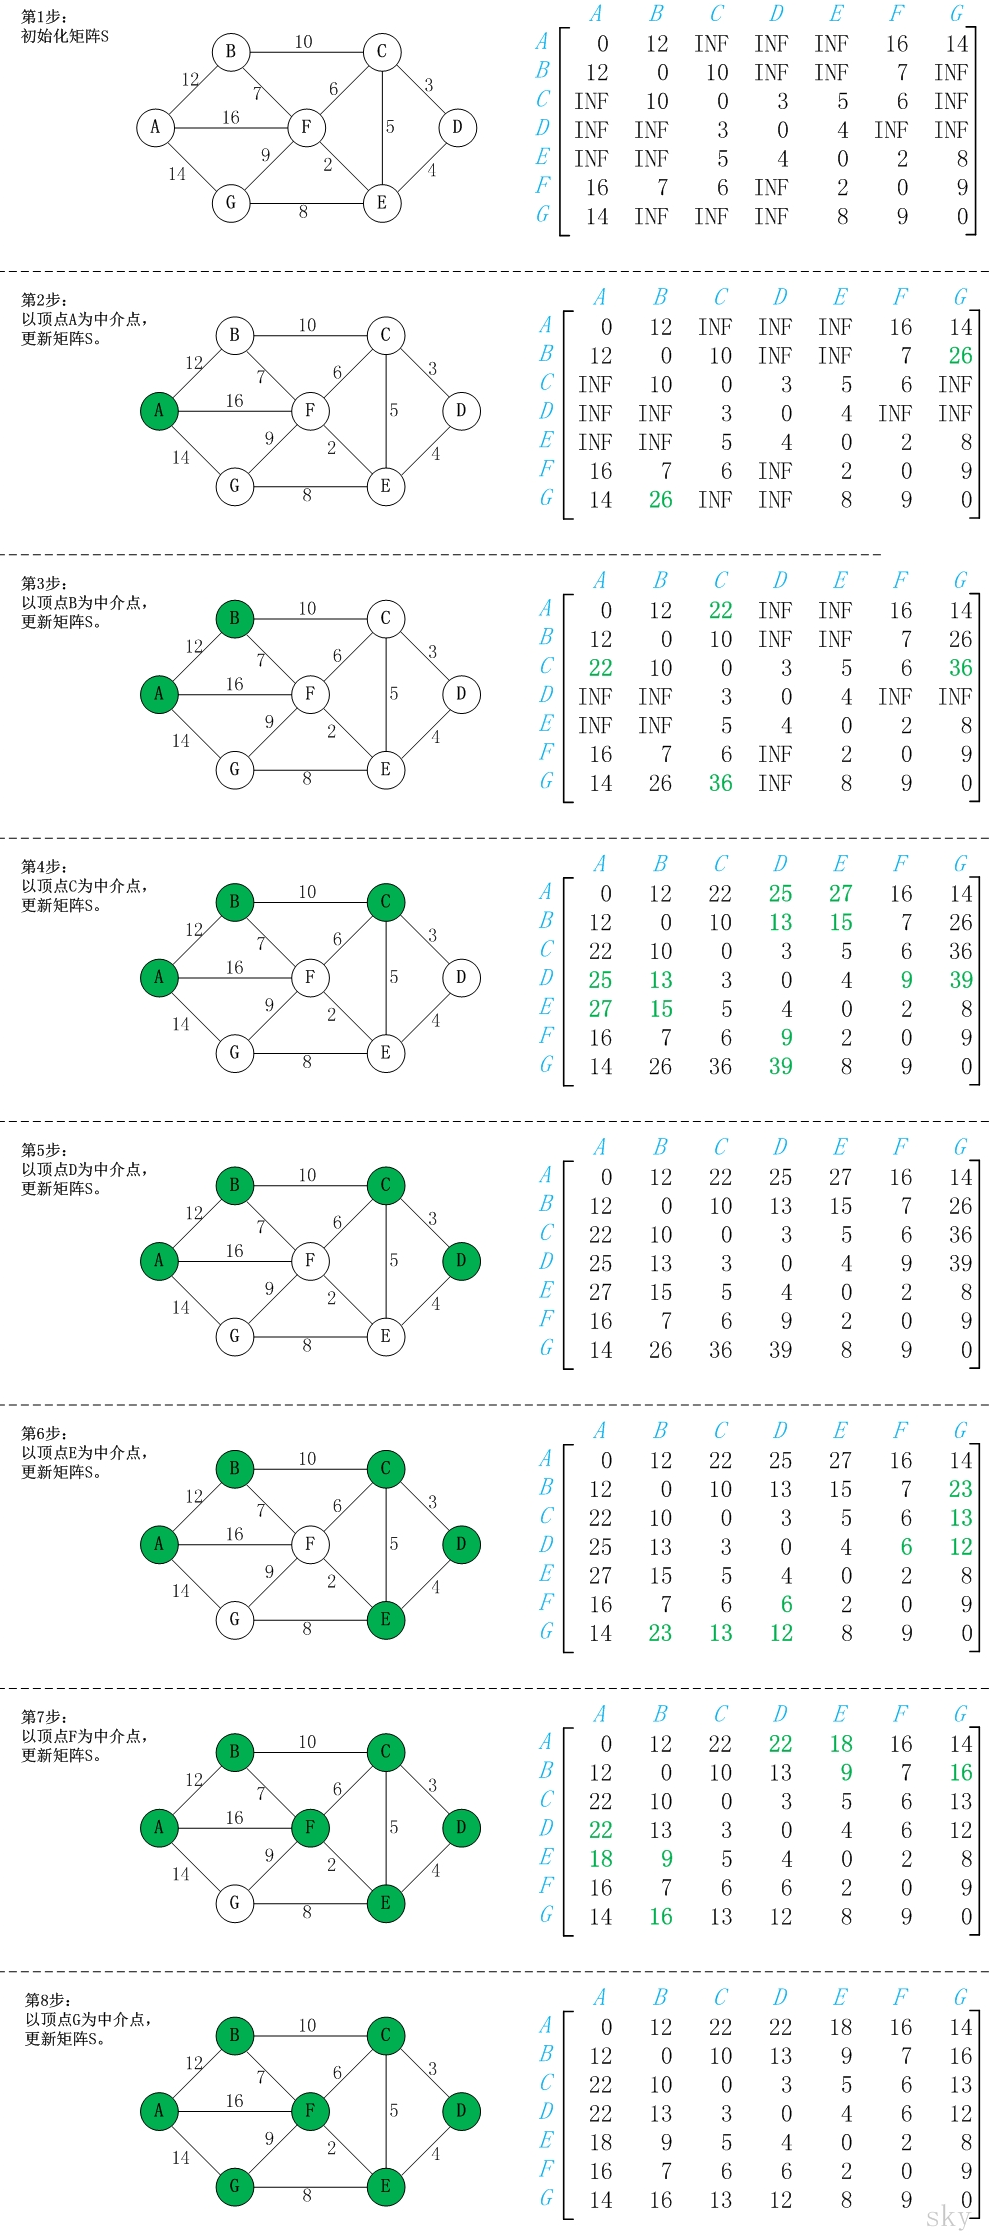 第1步:
初始化矩阵S
B 10 C
12 7 6 3
A 16 F 5 D
14 9 2 4
G 8 E
A B C D E F G
A 0 12 INF INF INF 16 14
B 12 0 10 INF INF 7 INF
C INF 10 0 3 5 6 INF
D INF INF 3 0 4 INF INF
E INF INF 5 4 0 2 8
F 16 7 6 INF 2 0 9
G 14 INF INF INF 8 9 0
第2步:
以顶点A为中介点,
更新矩阵S。
B 10 C
12 7 6 3
A 16 F 5 D
14 9 2 4
G 8 E
A B C D E F G
A 0 12 INF INF INF 16 14
B 12 0 10 INF INF 7 26
C INF 10 0 3 5 6 INF
D INF INF 3 0 4 INF INF
E INF INF 5 4 0 2 8
F 16 7 6 INF 2 0 9
G 14 26 INF INF 8 9 0
第3步:
以顶点B为中介点,
更新矩阵S。
B 10 C
12 7 6 3
A 16 F 5 D
14 9 2 4
G 8 E
A B C D E F G
A 0 12 22 INF INF 16 14
B 12 0 10 INF INF 7 26
C 22 10 0 3 5 6 36
D INF INF 3 0 4 INF INF
E INF INF 5 4 0 2 8
F 16 7 6 INF 2 0 9
G 14 26 36 INF 8 9 0
第4步:
以顶点C为中介点,
更新矩阵S。
B 10 C
12 7 6 3
A 16 F 5 D
14 9 2 4
G 8 E
A B C D E F G
A 0 12 22 25 27 16 14
B 12 0 10 13 15 7 26
C 22 10 0 3 5 6 36
D 25 13 3 0 4 9 39
E 27 15 5 4 0 2 8
F 16 7 6 9 2 0 9
G 14 26 36 39 8 9 0
第5步:
以顶点D为中介点,
更新矩阵S。
B 10 C
12 7 6 3
A 16 F 5 D
14 9 2 4
G 8 E
A B C D E F G
A 0 12 22 25 27 16 14
B 12 0 10 13 15 7 26
C 22 10 0 3 5 6 36
D 25 13 3 0 4 9 39
E 27 15 5 4 0 2 8
F 16 7 6 9 2 0 9
G 14 26 36 39 8 9 0
第6步:
以顶点E为中介点,
更新矩阵S。
B 10 C
12 7 6 3
A 16 F 5 D
14 9 2 4
G 8 E
A B C D E F G
A 0 12 22 25 27 16 14
B 12 0 10 13 15 7 23
C 22 10 0 3 5 6 13
D 25 13 3 0 4 6 12
E 27 15 5 4 0 2 8
F 16 7 6 6 2 0 9
G 14 23 13 12 8 9 0
第7步:
以顶点F为中介点,
更新矩阵S。
B 10 C
12 7 6 3
A 16 F 5 D
14 9 2 4
G 8 E
A B C D E F G
A 0 12 22 22 18 16 14
B 12 0 10 13 9 7 16
C 22 10 0 3 5 6 13
D 22 13 3 0 4 6 12
E 18 9 5 4 0 2 8
F 16 7 6 6 2 0 9
G 14 16 13 12 8 9 0
第8步:
以顶点G为中介点,
更新矩阵S。
B 10 C
12 7 6 3
A 16 F 5 D
14 9 2 4
G 8 E
A B C D E F G
A 0 12 22 22 18 16 14
B 12 0 10 13 9 7 16
C 22 10 0 3 5 6 13
D 22 13 3 0 4 6 12
E 18 9 5 4 0 2 8
F 16 7 6 6 2 0 9
G 14 16 13 12 8 9 0
sky